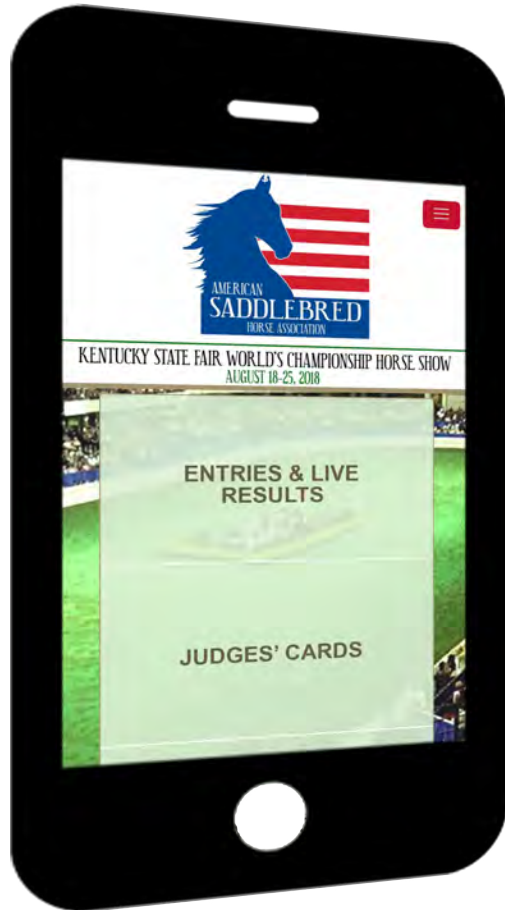 AMERICAN
SADDLEBRED
HORSE ASSOCIATION
KENTUCKY STATE FAIR WORLD'S CHAMPIONSHIP HORSE SHOW
AUGUST 18-25, 2018
ENTRIES & LIVE
RESULTS
JUDGES' CARDS